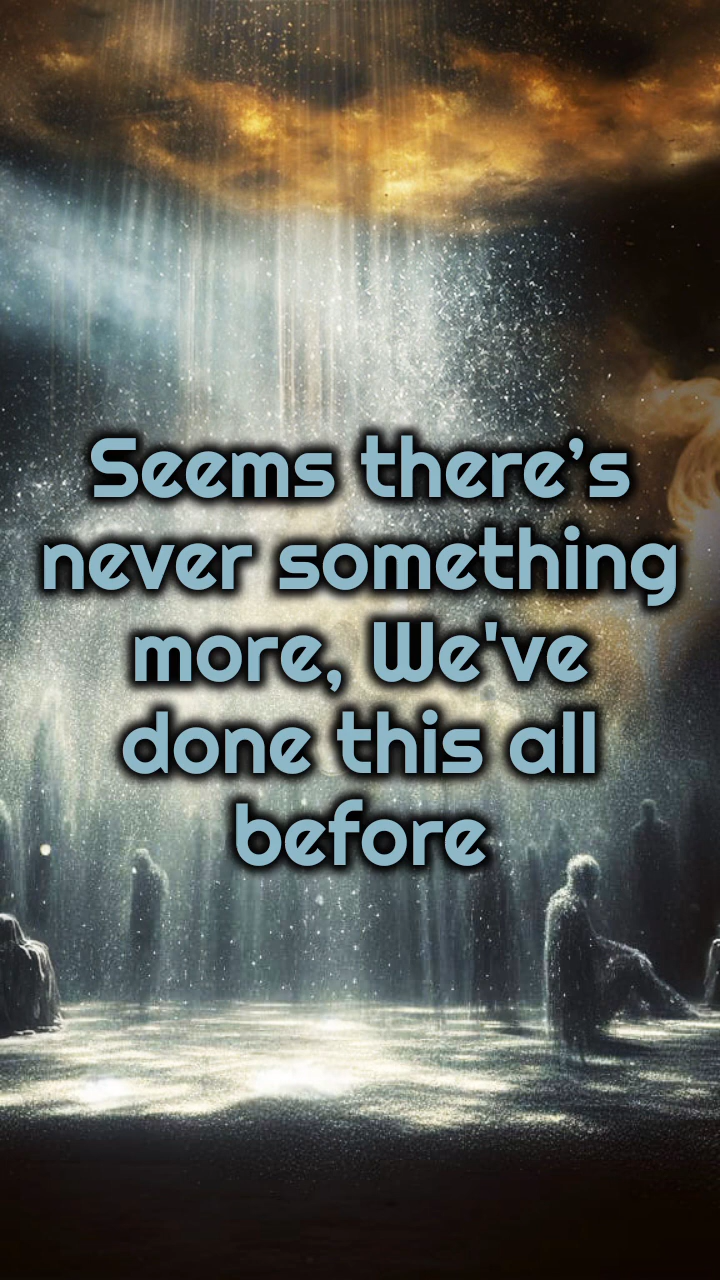 Seems there’s
never something
more, We've
done this all
before